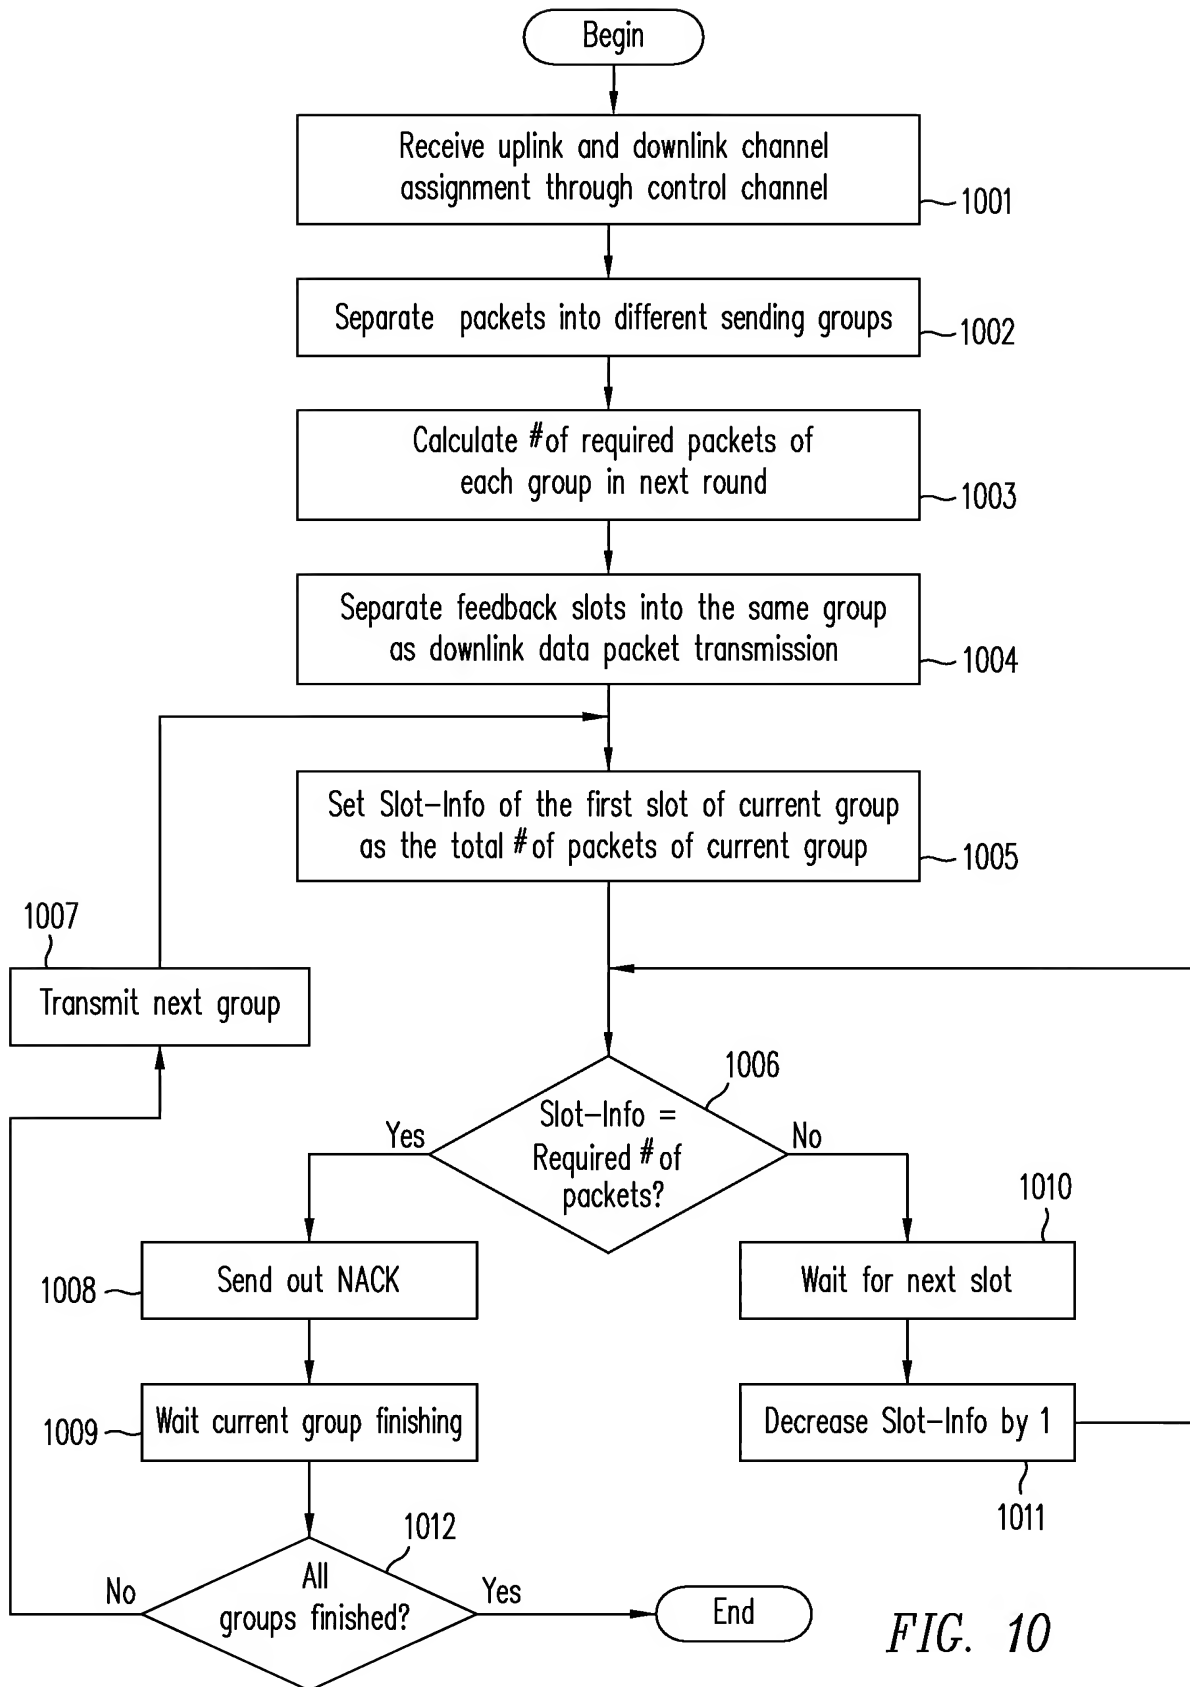 Begin
Receive uplink and downlink channel
assignment through control channel
1001
Separate packets into different sending groups
1002
Calculate # of required packets of
each group in next round
1003
Separate feedback slots into the same group
as downlink data packet transmission
1004
Set Slot-Info of the first slot of current group
as the total # of packets of current group
1005
1007
Transmit next group
1006
Slot-Info =
Required # of
packets?
Yes
No
1010
1008
Send out NACK
Wait for next slot
1009
Wait current group finishing
Decrease Slot-Info by 1
1011
1012
All
groups finished?
No
Yes
End
FIG. 10